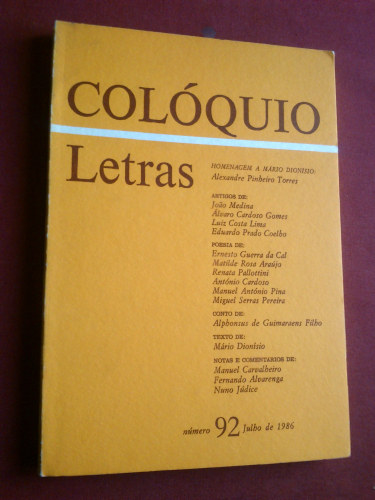 COLÓQUIO
Letras
HOMENAGEM A MÁRIO DIONÍSIO:
Alexandre Pinheiro Torres
ARTIGOS DE:
João Medina
Álvaro Cardoso Gomes
Luiz Costa Lima
Eduardo Prado Coelho
POESIA DE:
Ernesto Guerra da Cal
Matilde Rosa Araújo
Renata Pallottini
António Cardoso
Manuel António Pina
Miguel Serras Pereira
CONTO DE:
Alphonsus de Guimaraens Filho
TEXTO DE:
Mário Dionísio
NOTAS E COMENTÁRIOS DE:
Manuel Carvalheiro
Fernando Alvarenga
Nuno Júdice
número 92 Julho de 1986